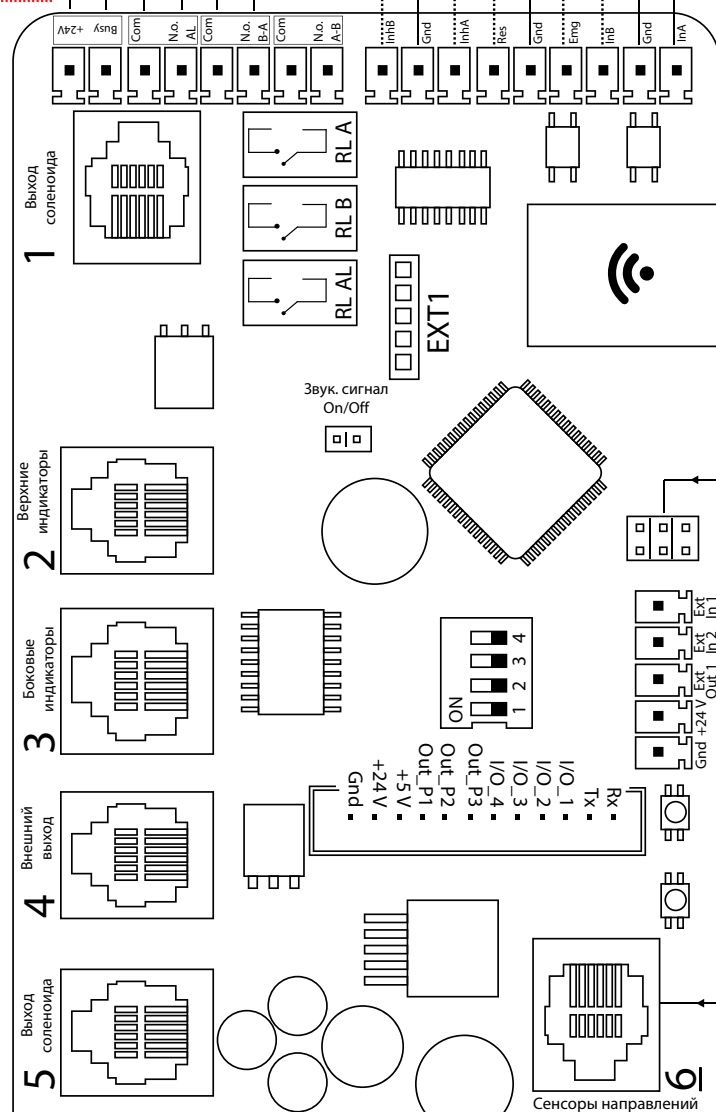 +24V
Busy
Com
N.o.
AL
Com
N.o.
B-A
Com
N.o.
A-B
InhB
Gnd
InhA
Res
Gnd
Emg
InB
Gnd
InA
1
Выход
соленоида
RL A
RL B
RL AL
EXT1
Звук. сигнал
On/Off
2
Верхние
индикаторы
3
Боковые
индикаторы
ON
1 2 3 4
Ext
In 1
Ext
In 2
Ext
Out 1
+24 V
Gnd
Gnd
+24 V
+5 V
Out_P1
Out_P2
Out_P3
I/O_4
I/O_3
I/O_2
I/O_1
Tx
Rx
4
Внешний
выход
5
Выход
соленоида
6
Сенсоры направлений